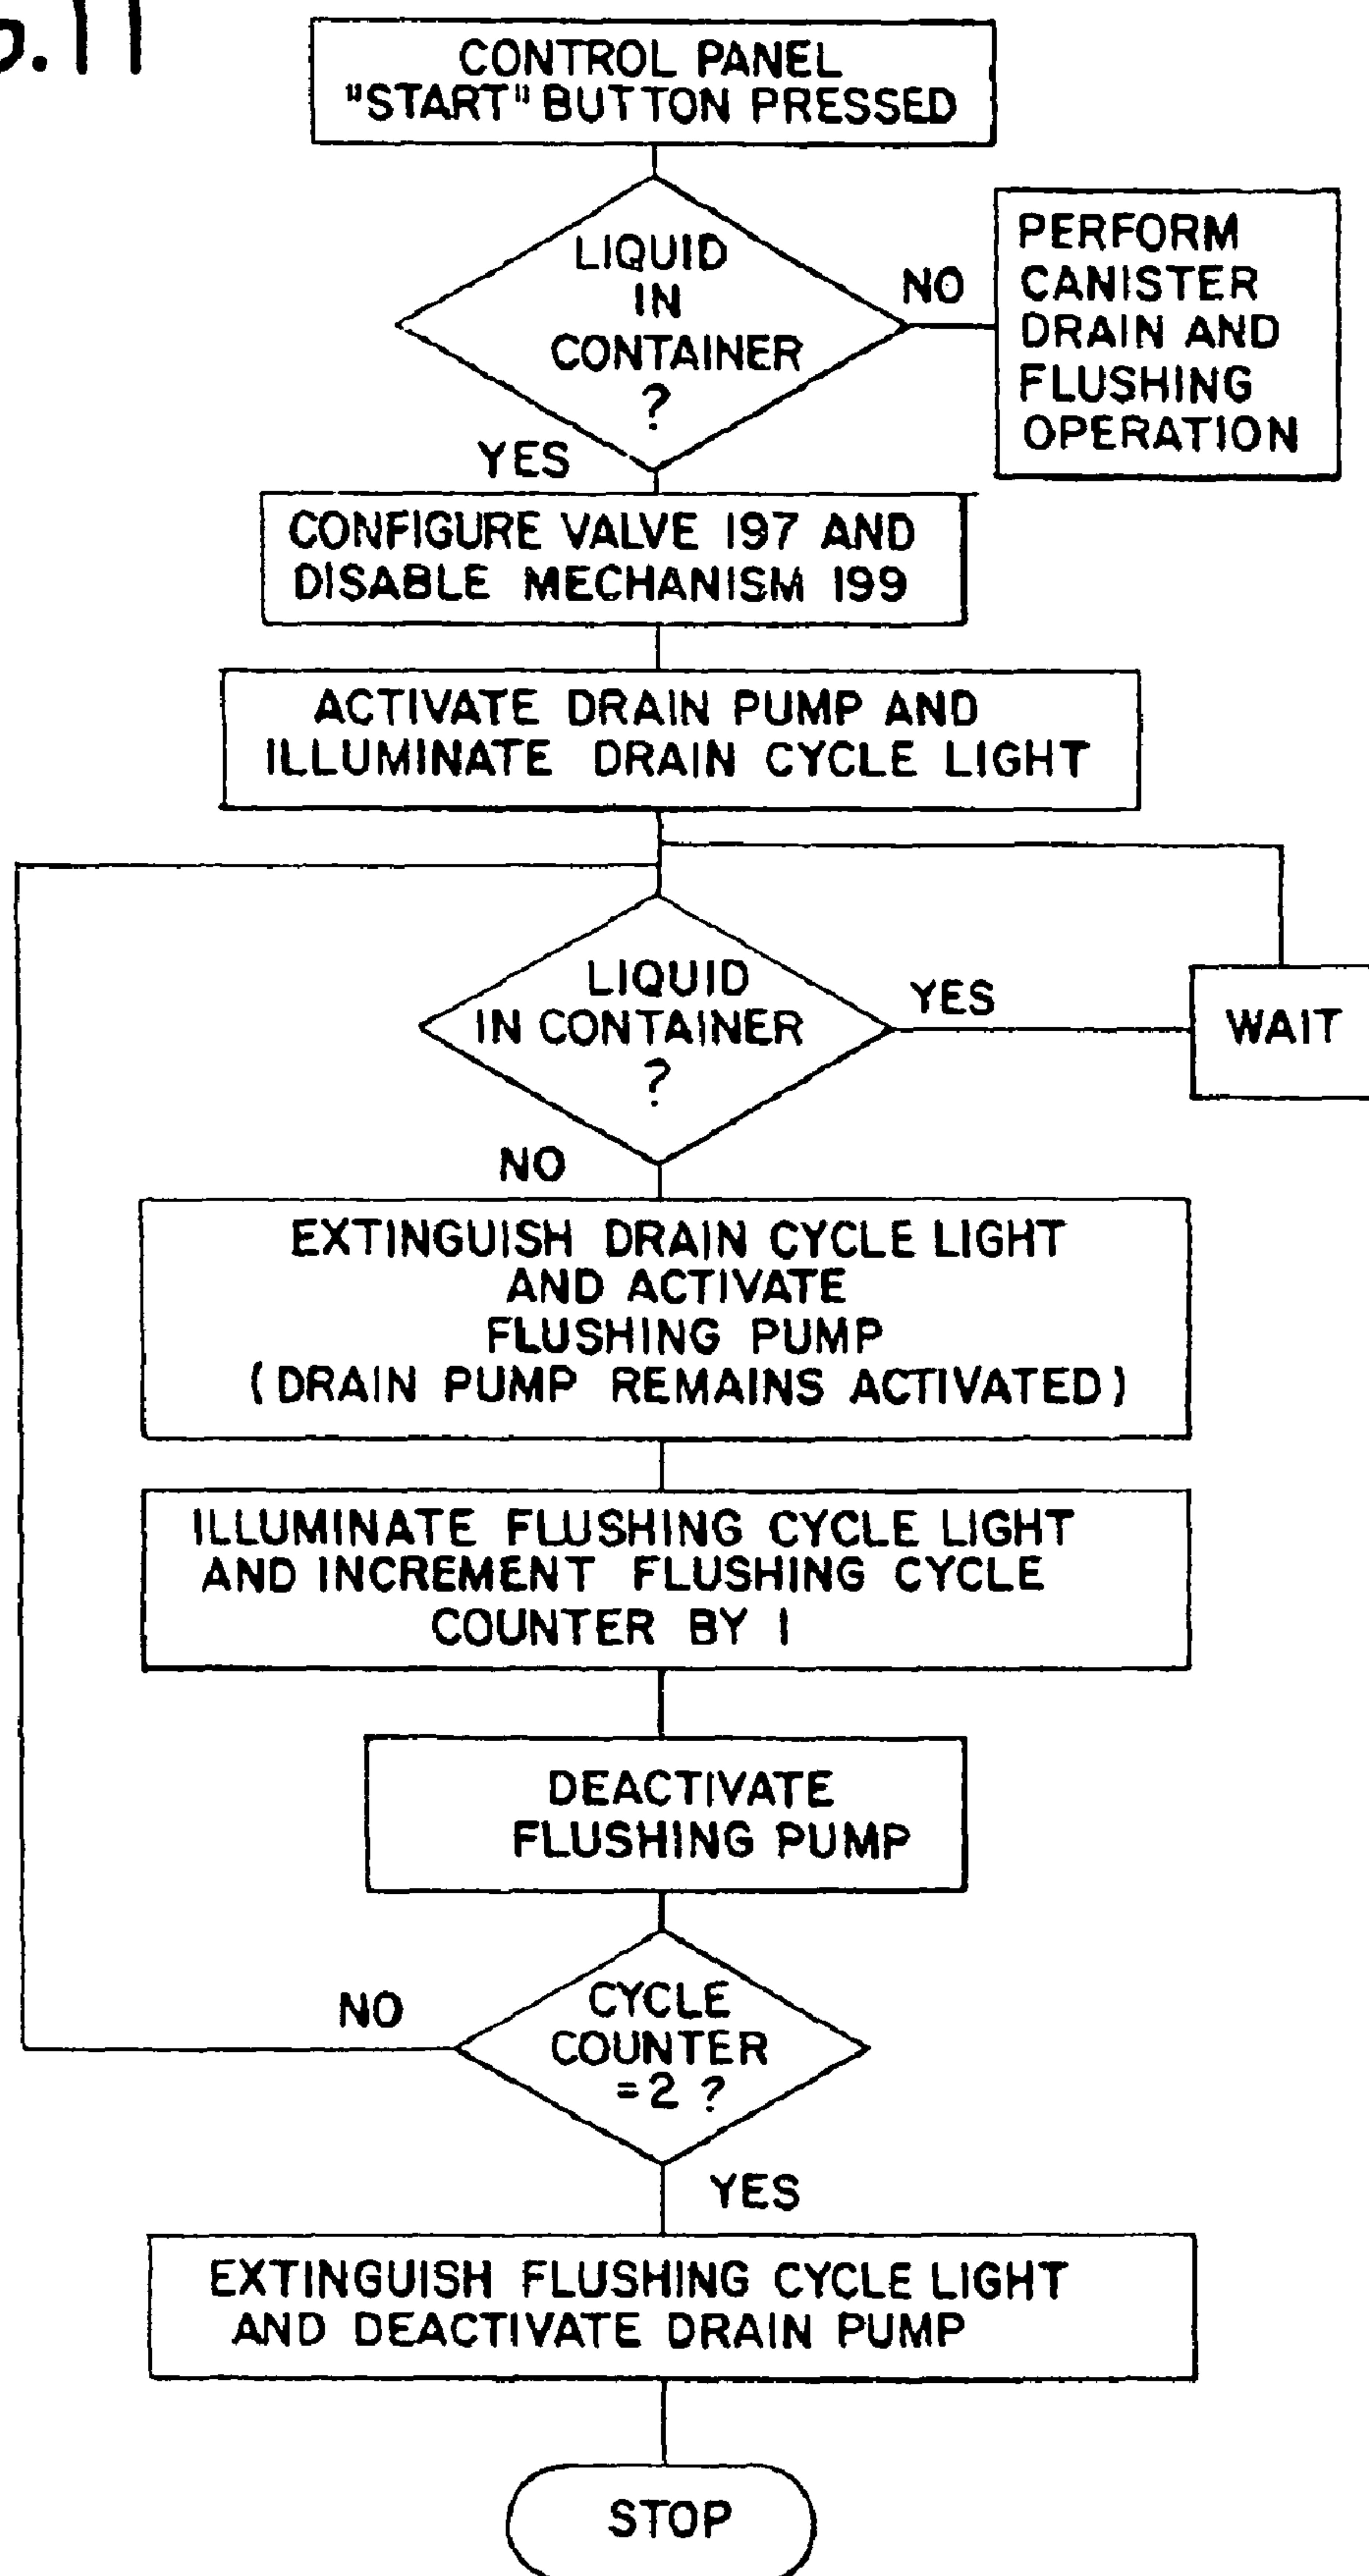 .11
CONTROL PANEL
"START" BUTTON PRESSED
LIQUID
IN
CONTAINER
?
NO
PERFORM
CANISTER
DRAIN AND
FLUSHING
OPERATION
YES
CONFIGURE VALVE 197 AND
DISABLE MECHANISM 199
ACTIVATE DRAIN PUMP AND
ILLUMINATE DRAIN CYCLE LIGHT
LIQUID
IN CONTAINER
?
YES
WAIT
NO
EXTINGUISH DRAIN CYCLE LIGHT
AND ACTIVATE
FLUSHING PUMP
(DRAIN PUMP REMAINS ACTIVATED)
ILLUMINATE FLUSHING CYCLE LIGHT
AND INCREMENT FLUSHING CYCLE
COUNTER BY 1
DEACTIVATE
FLUSHING PUMP
NO
CYCLE
COUNTER
=2 ?
YES
EXTINGUISH FLUSHING CYCLE LIGHT
AND DEACTIVATE DRAIN PUMP
STOP